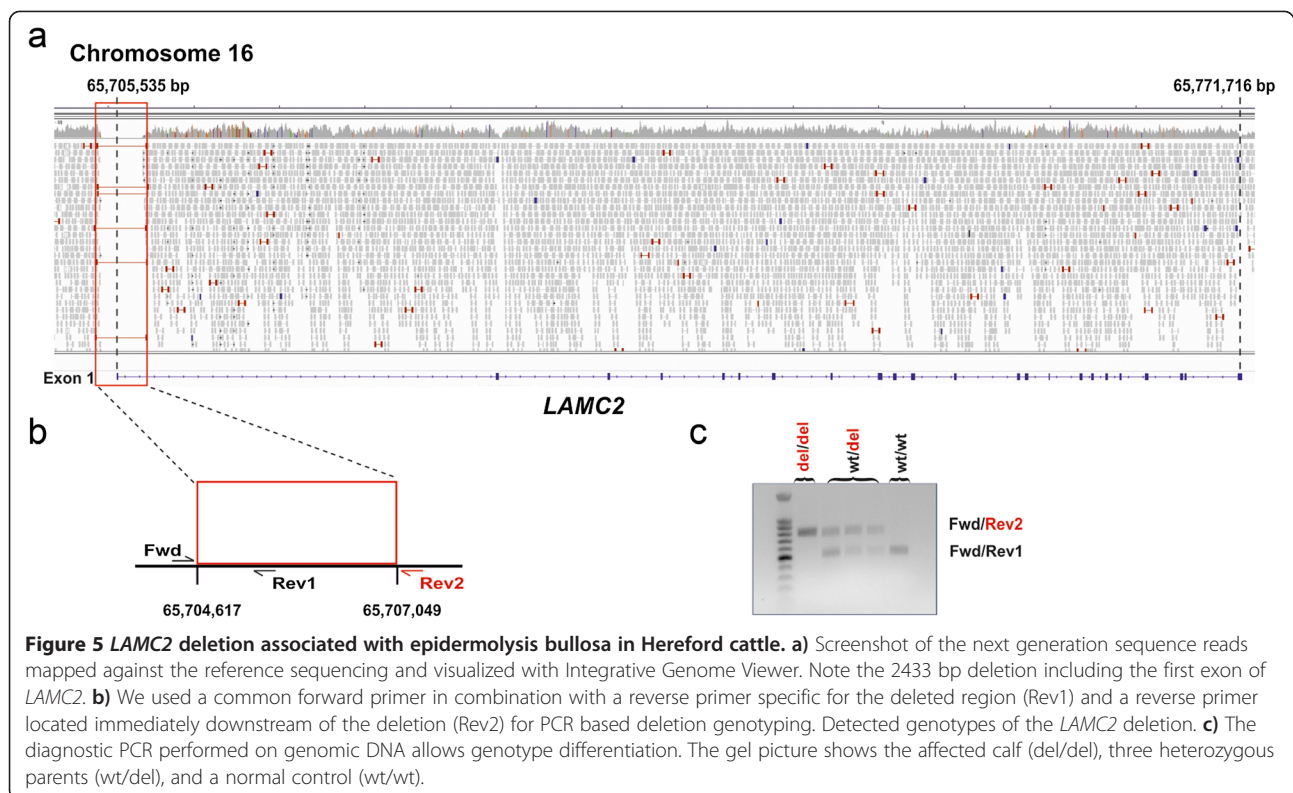 a
Chromosome 16
65,705,535 bp
65,771,716 bp
Exon 1
LAMC2
b
Fwd
Rev1
Rev2
65,704,617
65,707,049
c
del/del
wt/del
wt/wt
Fwd/Rev2
Fwd/Rev1
Figure 5 LAMC2 deletion associated with epidermolysis bullosa in Hereford cattle. a) Screenshot of the next generation sequence reads
mapped against the reference sequencing and visualized with Integrative Genome Viewer. Note the 2433 bp deletion including the first exon of
LAMC2. b) We used a common forward primer in combination with a reverse primer specific for the deleted region (Rev1) and a reverse primer
located immediately downstream of the deletion (Rev2) for PCR based deletion genotyping. Detected genotypes of the LAMC2 deletion. c) The
diagnostic PCR performed on genomic DNA allows genotype differentiation. The gel picture shows the affected calf (del/del), three heterozygous
parents (wt/del), and a normal control (wt/wt).